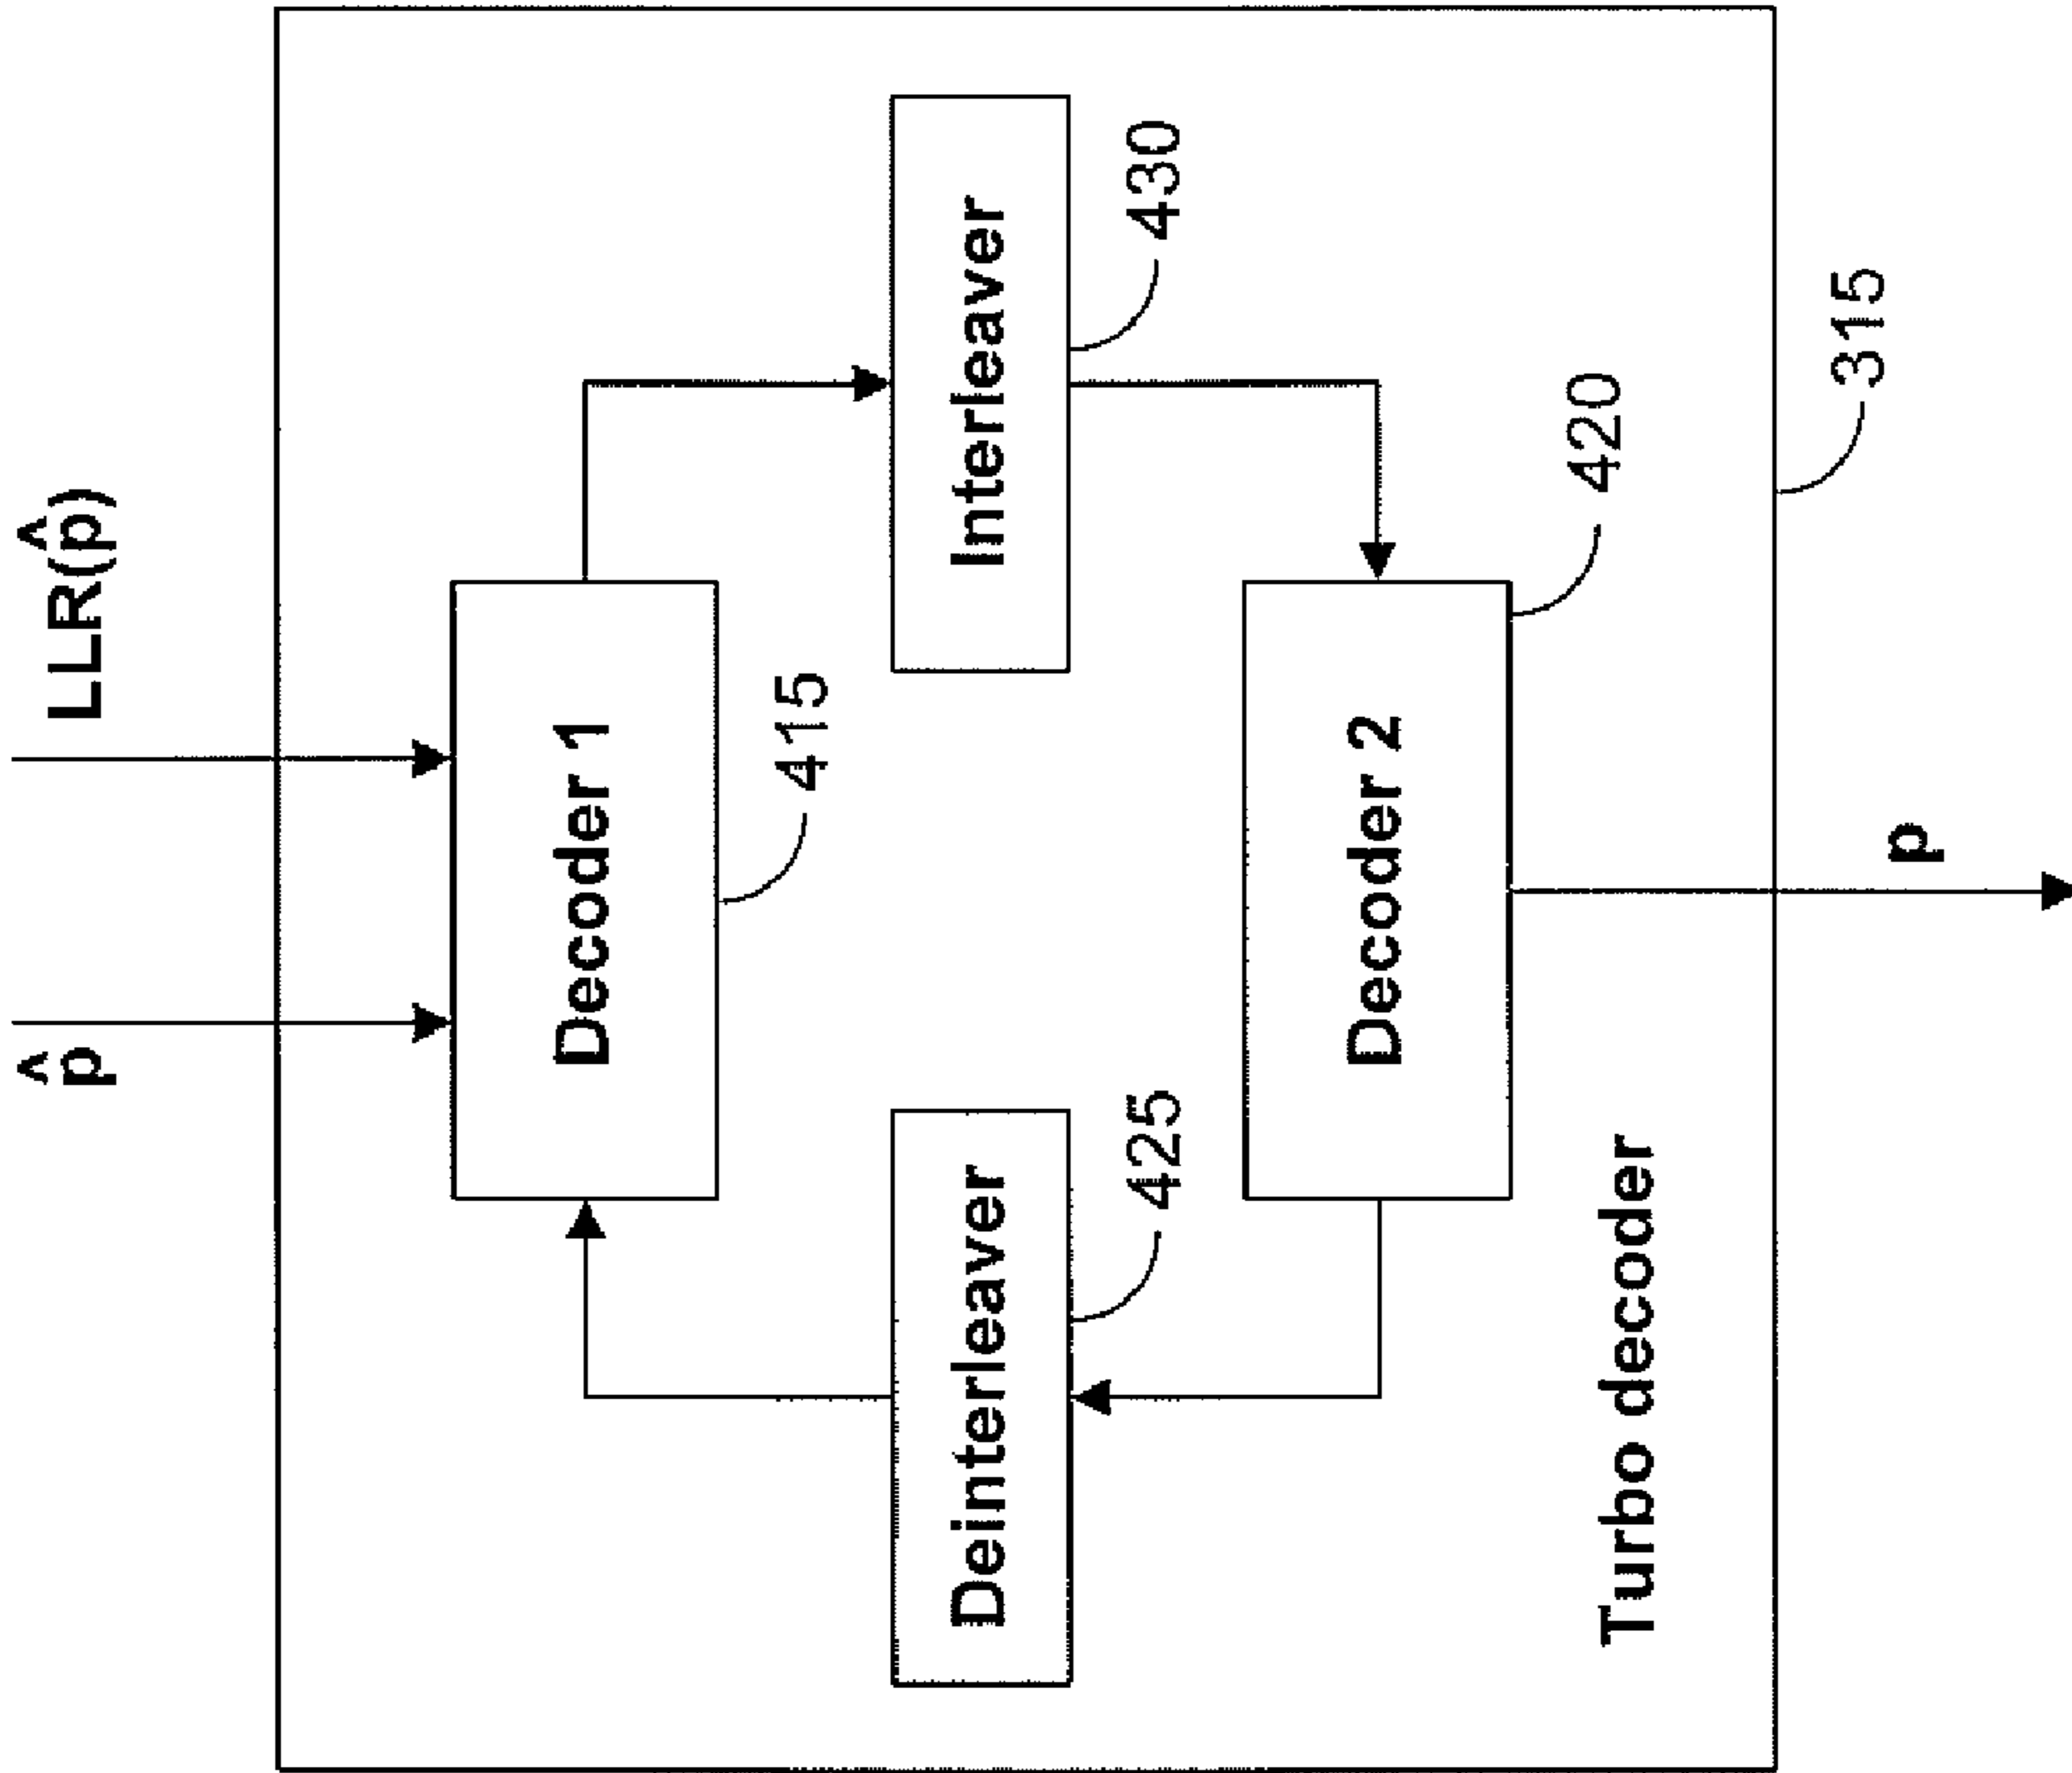 p̂
LLR(p̂)
Decoder 1
415
Deinterleaver
425
Interleaver
430
Decoder 2
420
Turbo decoder
315
p